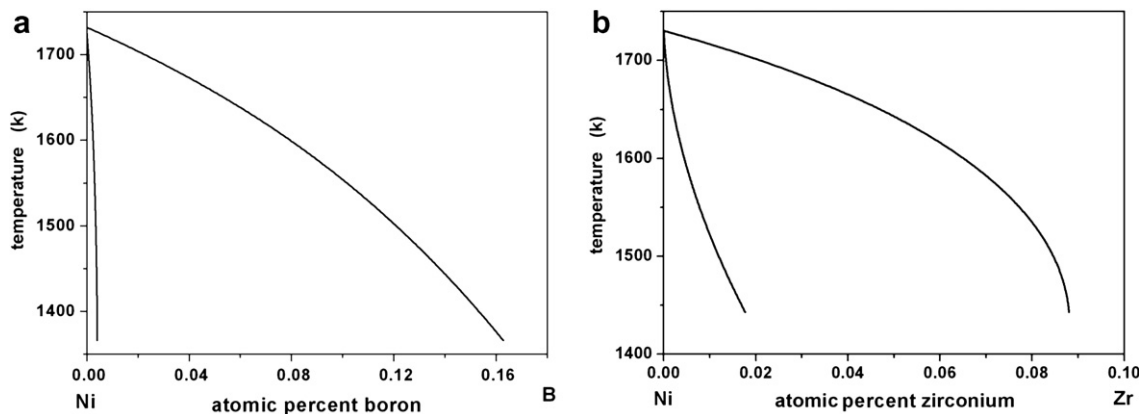 a
temperature (k)
1700
1600
1500
1400
0.00 0.04 0.08 0.12 0.16
Ni atomic percent boron B
b
temperature (k)
1700
1600
1500
1400
0.00 0.02 0.04 0.06 0.08 0.10
Ni atomic percent zirconium Zr